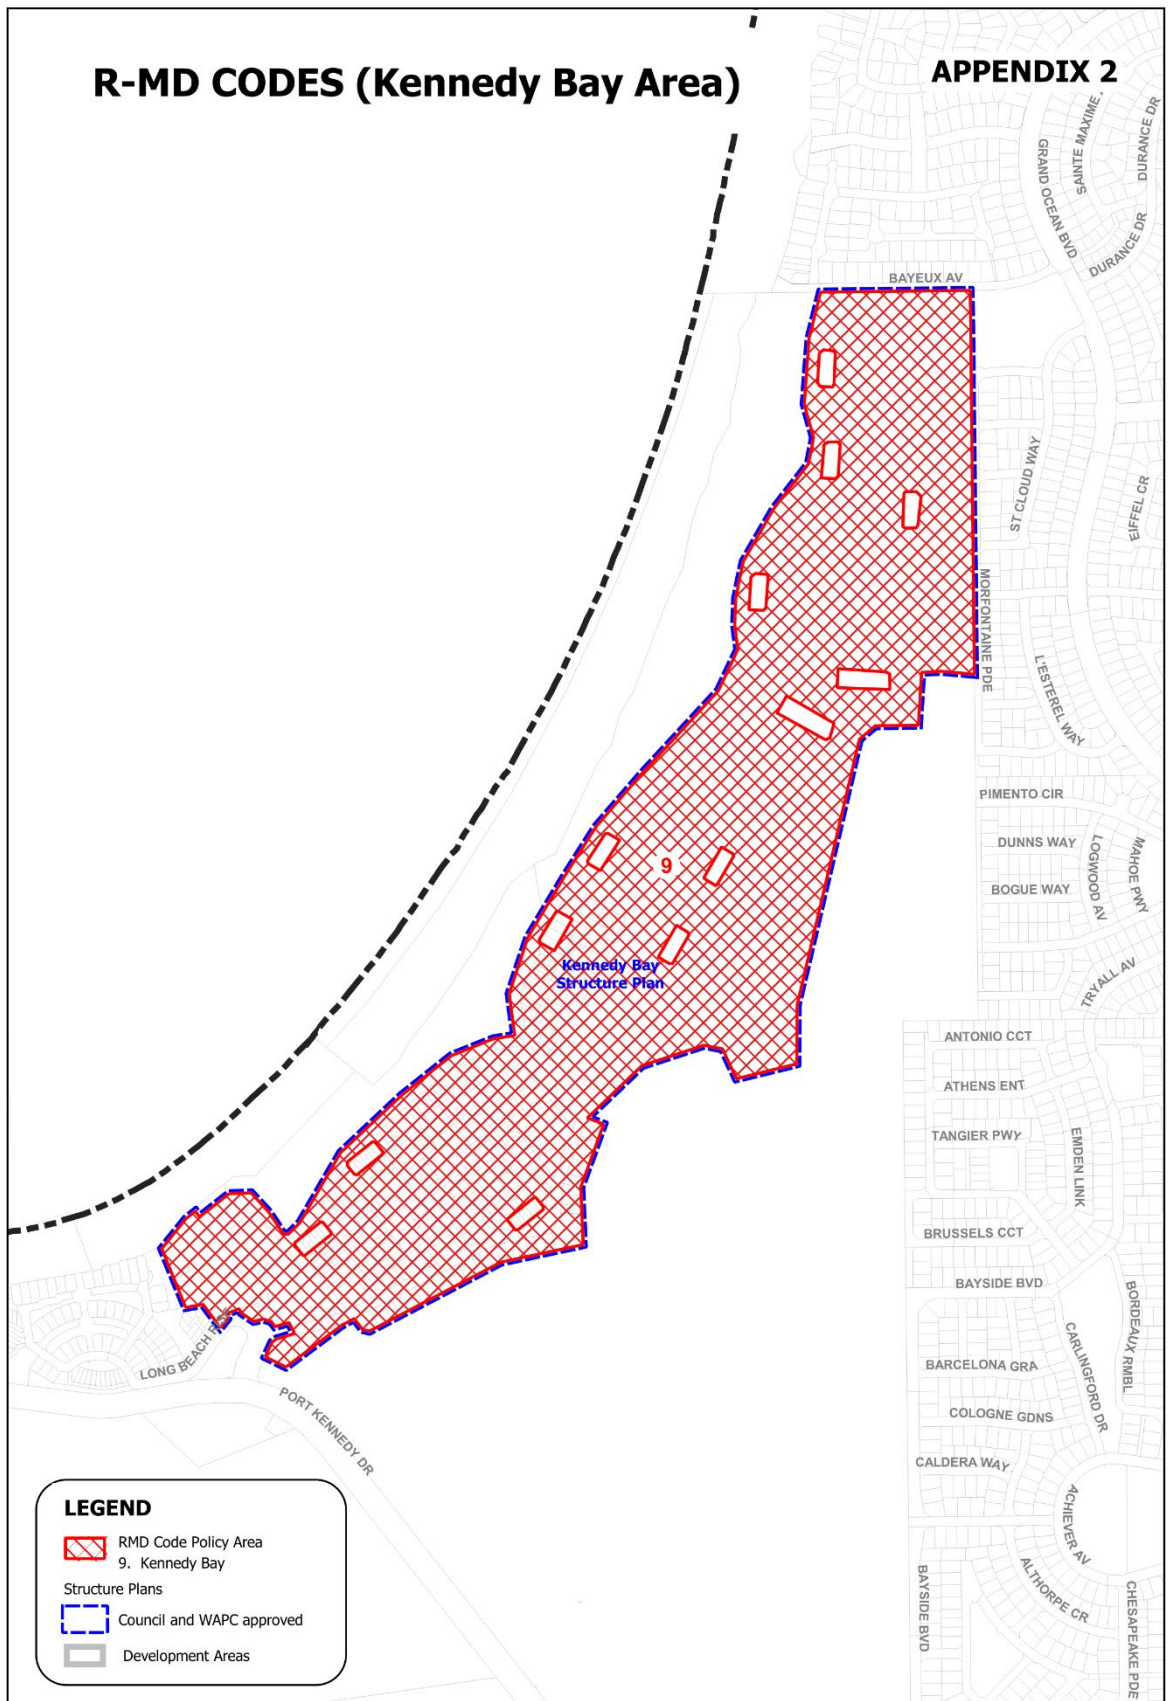 R-MD CODES (Kennedy Bay Area)
APPENDIX 2
SAINTE MAXIME
DURANCE DR
GRAND OCEAN BVD
DURANCE DR
BAYEUX AV
ST CLOUD WAY
EIFFEL CR
MORFONTAINE PDE
L'ESTEREL WAY
PIMENTO CIR
DUNNS WAY
LOGWOOD AV
MAHOE PWY
9
BOGUE WAY
Kennedy Bay
Structure Plan
TRYALL AV
ANTONIO CCT
ATHENS ENT
TANGIER PWY
EMDEN LINK
BRUSSELS CCT
BAYSIDE BVD
BORDEAUX RMBL
CARLINGFORD DR
LONG BEACH RISE
BARCELONA GRA
PORT KENNEDY DR
COLOGNE GDNS
CALDERA WAY
ACHIEVER AV
ALTHORPE CR
BAYSIDE BVD
CHESAPEAKE PDE
LEGEND
RMD Code Policy Area
9. Kennedy Bay
Structure Plans
Council and WAPC approved
Development Areas